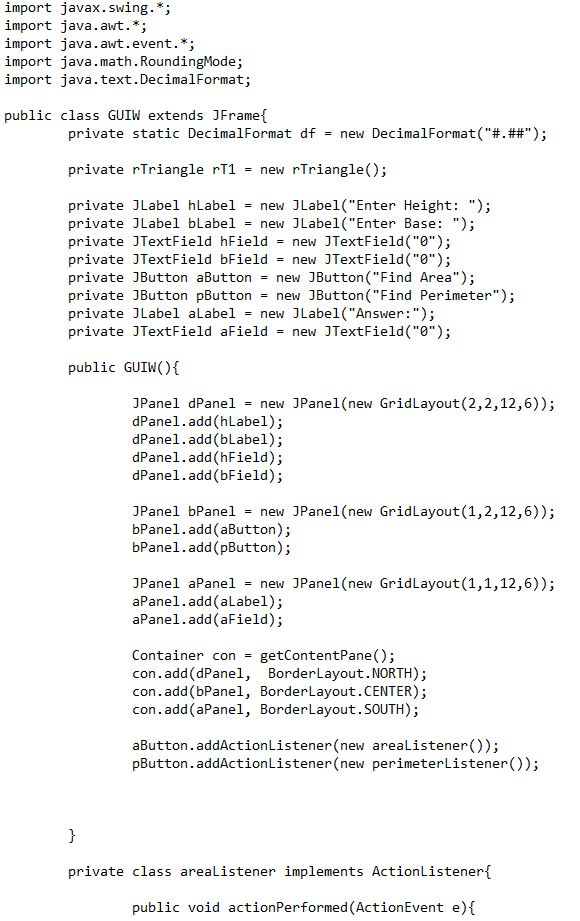 import javax.swing.*;
import java.awt.*;
import java.awt.event.*;
import java.math.RoundingMode;
import java.text.DecimalFormat;

public class GUIW extends JFrame{
        private static DecimalFormat df = new DecimalFormat("#.##");

        private rTriangle rT1 = new rTriangle();

        private JLabel hLabel = new JLabel("Enter Height: ");
        private JLabel bLabel = new JLabel("Enter Base: ");
        private JTextField hField = new JTextField("0");
        private JTextField bField = new JTextField("0");
        private JButton aButton = new JButton("Find Area");
        private JButton pButton = new JButton("Find Perimeter");
        private JLabel aLabel = new JLabel("Answer:");
        private JTextField aField = new JTextField("0");

        public GUIW(){

                JPanel dPanel = new JPanel(new GridLayout(2,2,12,6));
                dPanel.add(hLabel);
                dPanel.add(bLabel);
                dPanel.add(hField);
                dPanel.add(bField);

                JPanel bPanel = new JPanel(new GridLayout(1,2,12,6));
                bPanel.add(aButton);
                bPanel.add(pButton);

                JPanel aPanel = new JPanel(new GridLayout(1,1,12,6));
                aPanel.add(aLabel);
                aPanel.add(aField);

                Container con = getContentPane();
                con.add(dPanel,  BorderLayout.NORTH);
                con.add(bPanel, BorderLayout.CENTER);
                con.add(aPanel, BorderLayout.SOUTH);

                aButton.addActionListener(new areaListener());
                pButton.addActionListener(new perimeterListener());



        }

        private class areaListener implements ActionListener{

                public void actionPerformed(ActionEvent e){